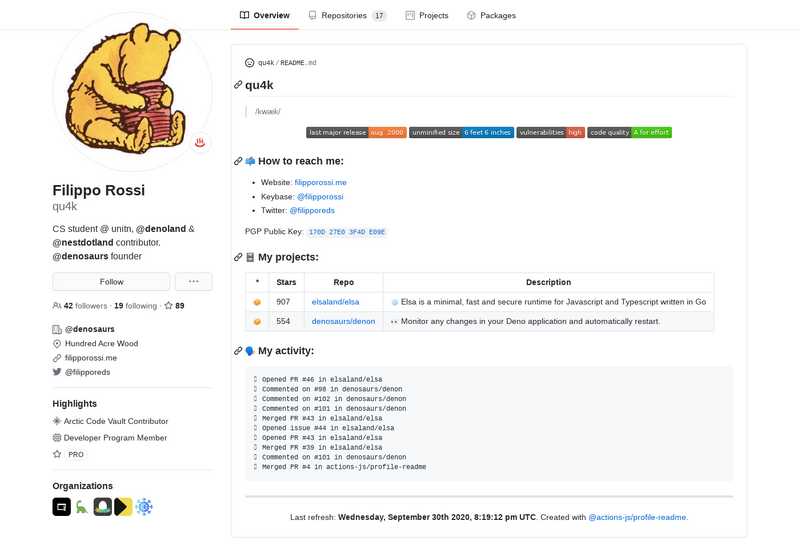 Overview
Repositories 17
Projects
Packages
Filippo Rossi
qu4k
CS student @ unitn, @denoland &
@nestdotland contributor.
@denosaurs founder
Follow
...
42 followers · 19 following · 89
@denosaurs
Hundred Acre Wood
filipporossi.me
@filipporeds
Highlights
Arctic Code Vault Contributor
Developer Program Member
PRO
Organizations
qu4k / README.md
qu4k
/kwæk/
last major release aug 2000
unminified size 6 feet 6 inches
vulnerabilities high
code quality A for effort
How to reach me:
• Website: filipporossi.me
• Keybase: @filipporossi
• Twitter: @filipporeds
PGP Public Key: 170D 27E0 3F4D E09E
My projects:
* Stars Repo Description
907 elsaland/elsa Elsa is a minimal, fast and secure runtime for Javascript and Typescript written in Go
554 denosaurs/denon Monitor any changes in your Deno application and automatically restart.
My activity:
Opened PR #46 in elsaland/elsa
Commented on #98 in denosaurs/denon
Commented on #102 in denosaurs/denon
Commented on #101 in denosaurs/denon
Merged PR #43 in elsaland/elsa
Opened issue #44 in elsaland/elsa
Opened PR #43 in elsaland/elsa
Merged PR #39 in elsaland/elsa
Commented on #101 in denosaurs/denon
Merged PR #4 in actions-js/profile-readme
Last refresh: Wednesday, September 30th 2020, 8:19:12 pm UTC. Created with @actions-js/profile-readme.